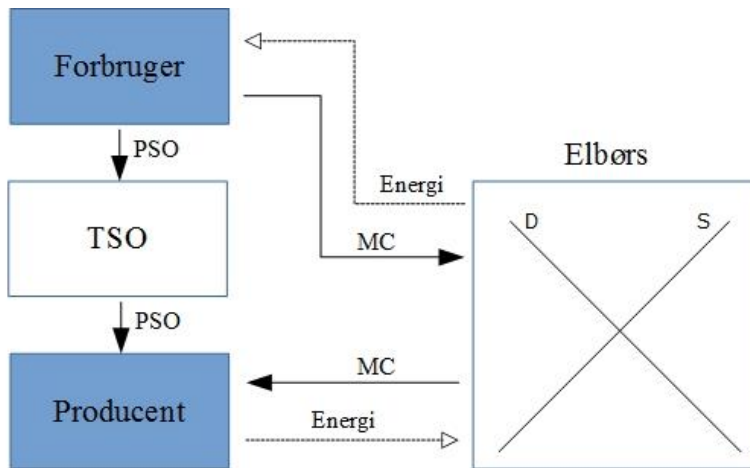 Forbruger
PSO
TSO
PSO
Producent
Energi
MC
MC
Energi
Elbørs
D
S